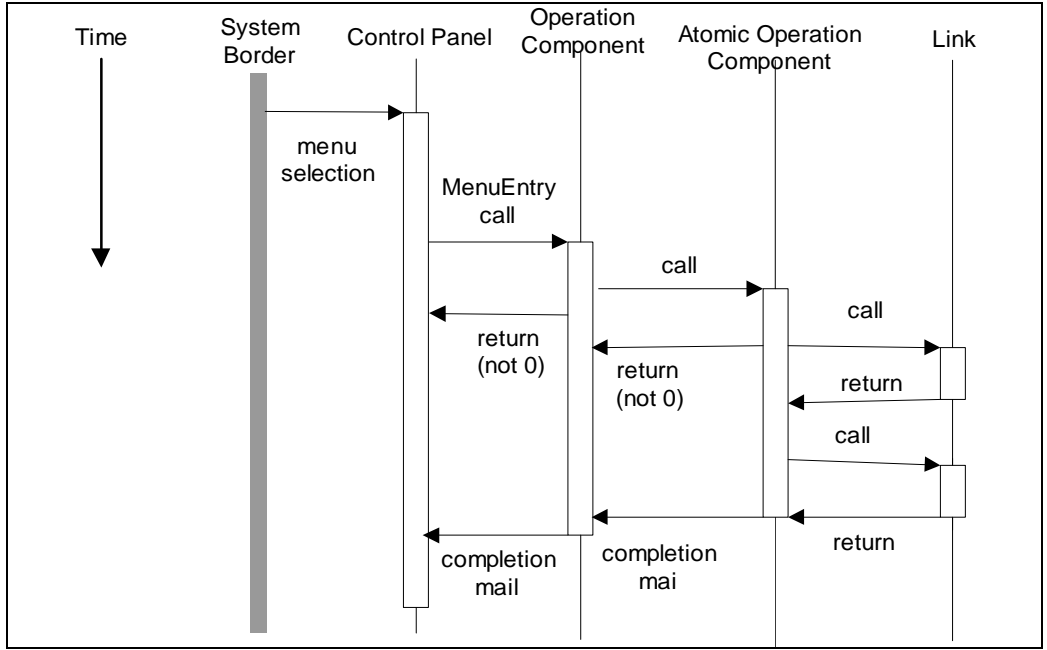 Time
System
Border
Control Panel
Operation
Component
Atomic Operation
Component
Link
menu
selection
MenuEntry
call
call
call
return
(not 0)
return
(not 0)
return
call
return
completion
mail
completion
mai